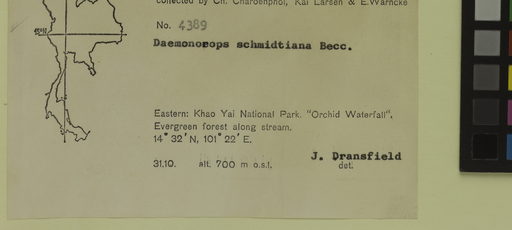 collected by Ch. Charoenphol, Kai Larsen & E.Warncke
No. 4389
Daemonorops schmidtiana Becc.
Eastern: Khao Yai National Park. "Orchid Waterfall".
Evergreen forest along stream.
14° 32' N, 101° 22' E.
31.10. alt. 700 m o.s.l.
J. Dransfield
det.